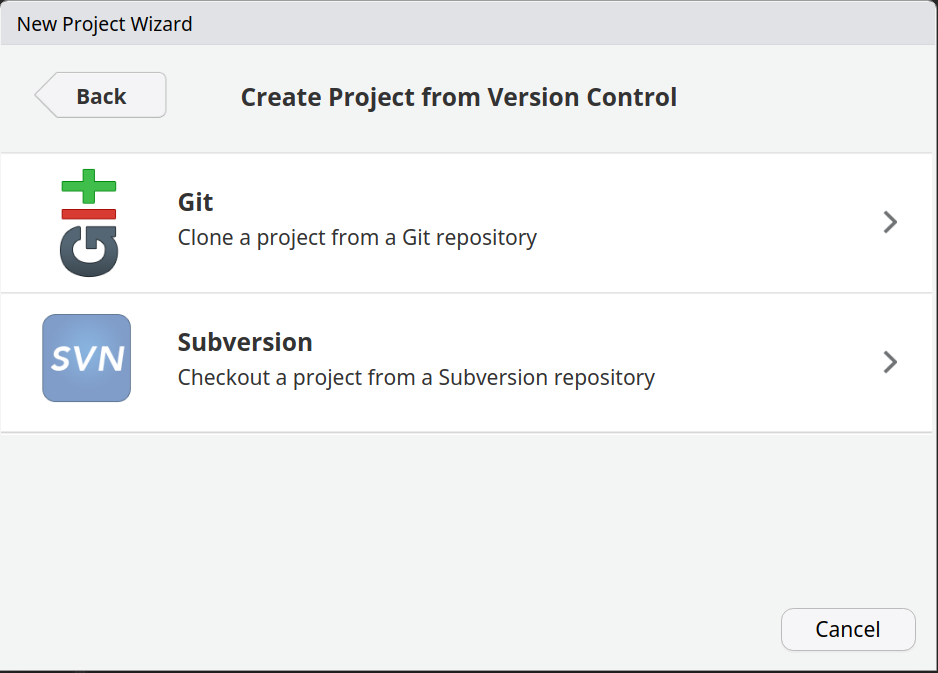 New Project Wizard
Back
Create Project from Version Control
git
Git
Clone a project from a Git repository
SVN
Subversion
Checkout a project from a Subversion repository
Cancel